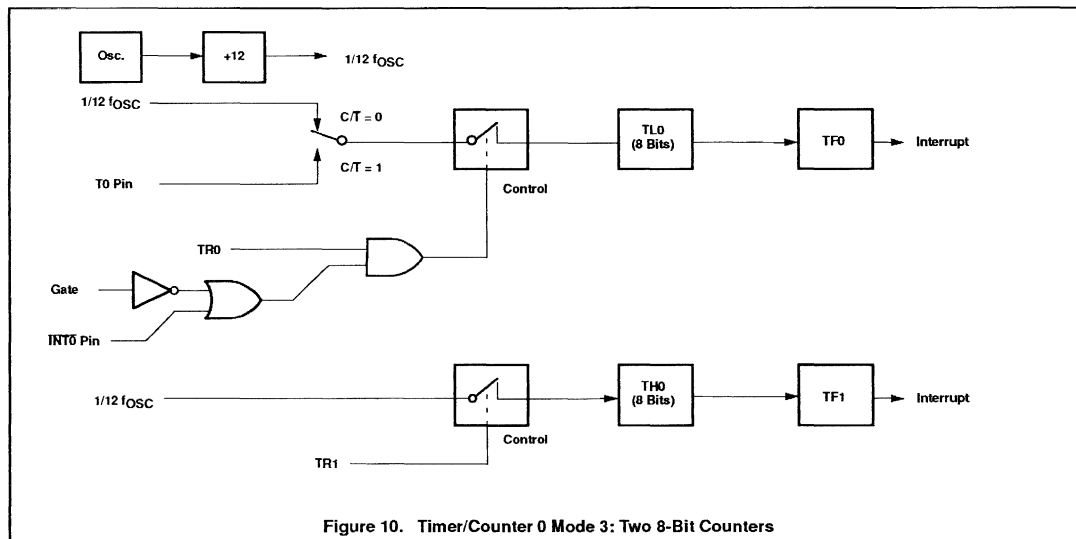 Osc.
+12
1/12 fOSC
1/12 fOSC
C/T = 0
C/T = 1
T0 Pin
Control
TL0
(8 Bits)
TF0
Interrupt
TR0
Gate
INT0 Pin
1/12 fOSC
Control
TH0
(8 Bits)
TF1
Interrupt
TR1
Figure 10. Timer/Counter 0 Mode 3: Two 8-Bit Counters